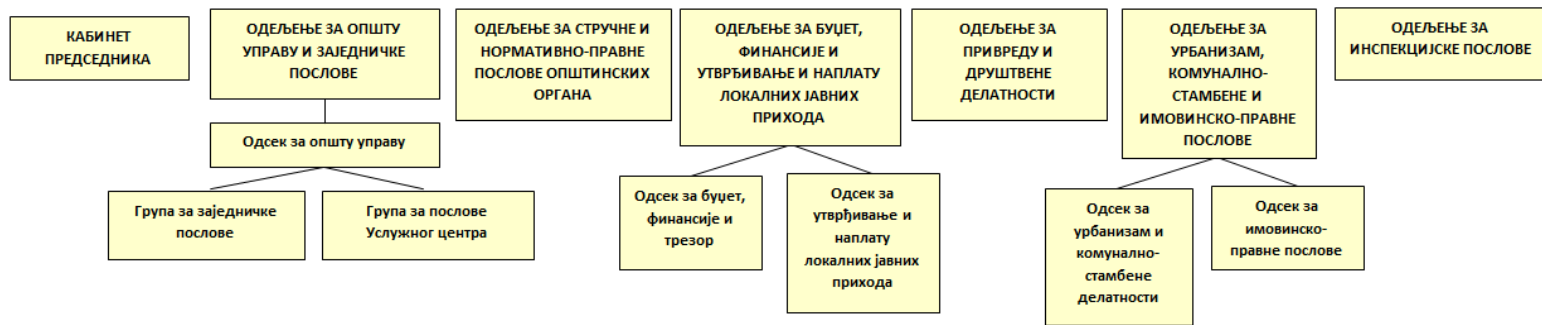 КАБИНЕТ
ПРЕДСЕДНИКА
ОДЕЉЕЊЕ ЗА ОПШТУ
УПРАВУ И ЗАЈЕДНИЧКЕ
ПОСЛОВЕ
ОДЕЉЕЊЕ ЗА СТРУЧНЕ И
НОРМАТИВНО-ПРАВНЕ
ПОСЛОВЕ ОПШТИНСКИХ
ОРГАНА
ОДЕЉЕЊЕ ЗА БУЏЕТ,
ФИНАНСИЈЕ И
УТВРЂИВАЊЕ И НАПЛАТУ
ЛОКАЛНИХ ЈАВНИХ
ПРИХОДА
ОДЕЉЕЊЕ ЗА
ПРИВРЕДУ И
ДРУШТВЕНЕ
ДЕЛАТНОСТИ
ОДЕЉЕЊЕ ЗА
УРБАНИЗАМ,
КОМУНАЛНО-
СТАМБЕНЕ И
ИМОВИНСКО-ПРАВНЕ
ПОСЛОВЕ
ОДЕЉЕЊЕ ЗА
ИНСПЕКЦИЈСКЕ ПОСЛОВЕ
Одсек за општу управу
Група за заједничке
послове
Група за послове
Услужног центра
Одсек за буџет,
финансије и
трезор
Одсек за
утврђивање и
наплату
локалних јавних
прихода
Одсек за
урбанизам и
комунално-
стамбене
делатности
Одсек за
имовинско-
правне послове